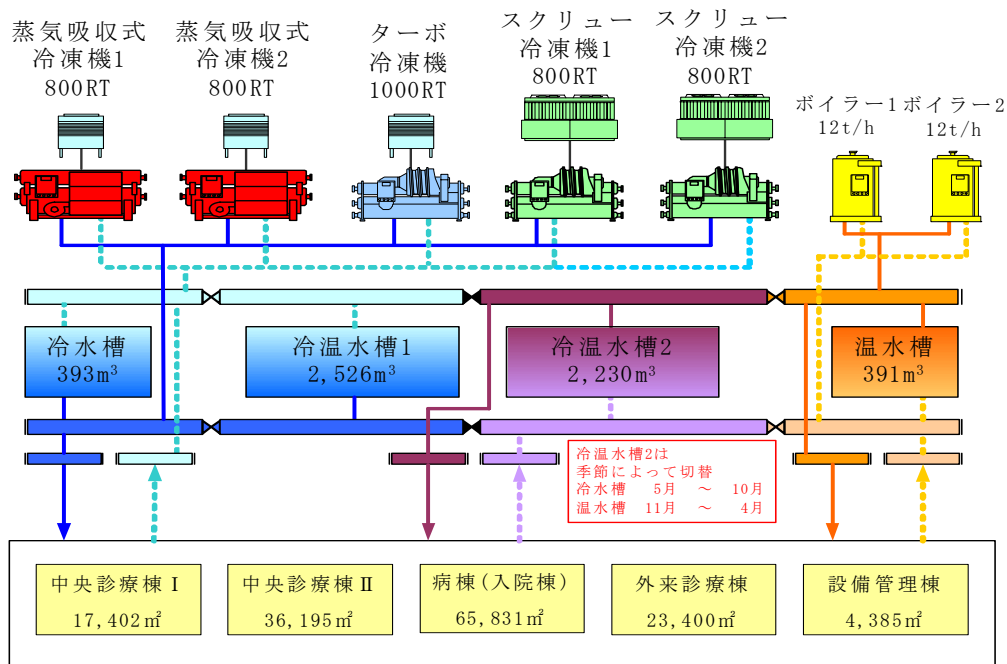 蒸気吸収式
冷凍機1
800RT
蒸気吸収式
冷凍機2
800RT
ターボ
冷凍機
1000RT
スクリュー
冷凍機1
800RT
スクリュー
冷凍機2
800RT
ボイラー1
12t/h
ボイラー2
12t/h
冷水槽
393m³
冷温水槽1
2,526m³
冷温水槽2
2,230m³
温水槽
391m³
冷温水槽2は
季節によって切替
冷水槽 5月 ～ 10月
温水槽 11月 ～ 4月
中央診療棟Ⅰ
17,402㎡
中央診療棟Ⅱ
36,195㎡
病棟(入院棟)
65,831㎡
外来診療棟
23,400㎡
設備管理棟
4,385㎡